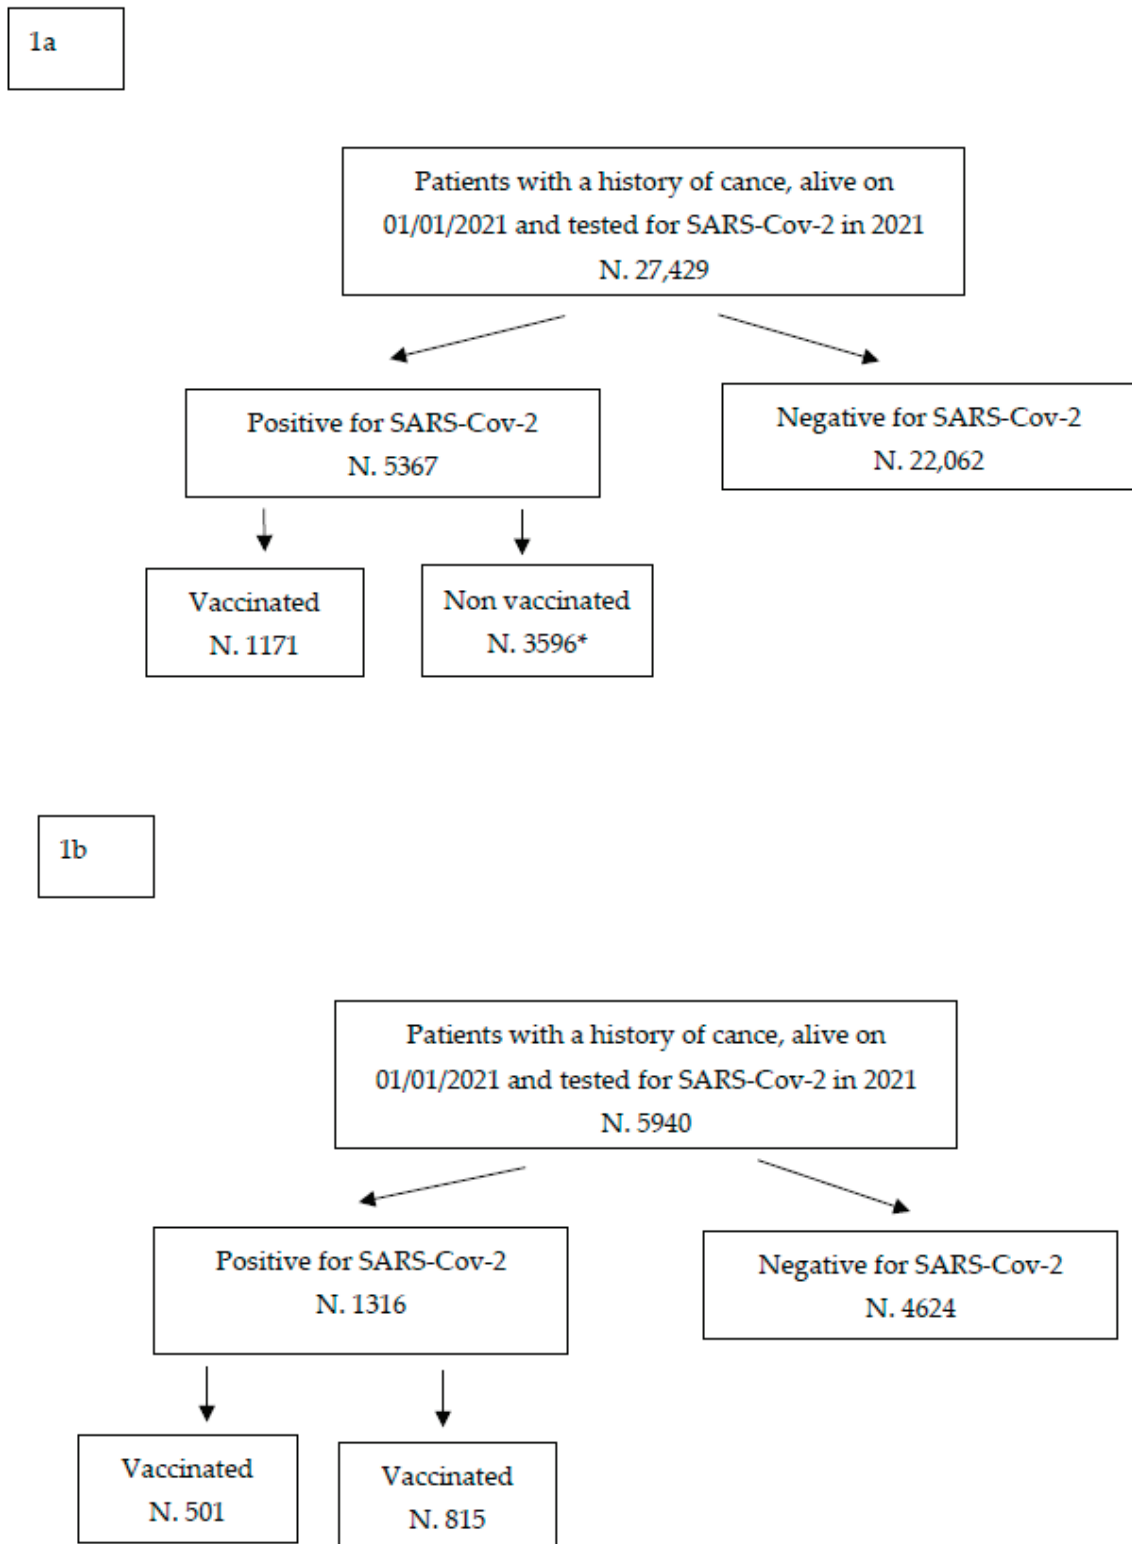 1a
Patients with a history of cance, alive on
01/01/2021 and tested for SARS-Cov-2 in 2021
N. 27,429
Positive for SARS-Cov-2
N. 5367
Negative for SARS-Cov-2
N. 22,062
Vaccinated
N. 1171
Non vaccinated
N. 3596*
1b
Patients with a history of cance, alive on
01/01/2021 and tested for SARS-Cov-2 in 2021
N. 5940
Positive for SARS-Cov-2
N. 1316
Negative for SARS-Cov-2
N. 4624
Vaccinated
N. 501
Vaccinated
N. 815